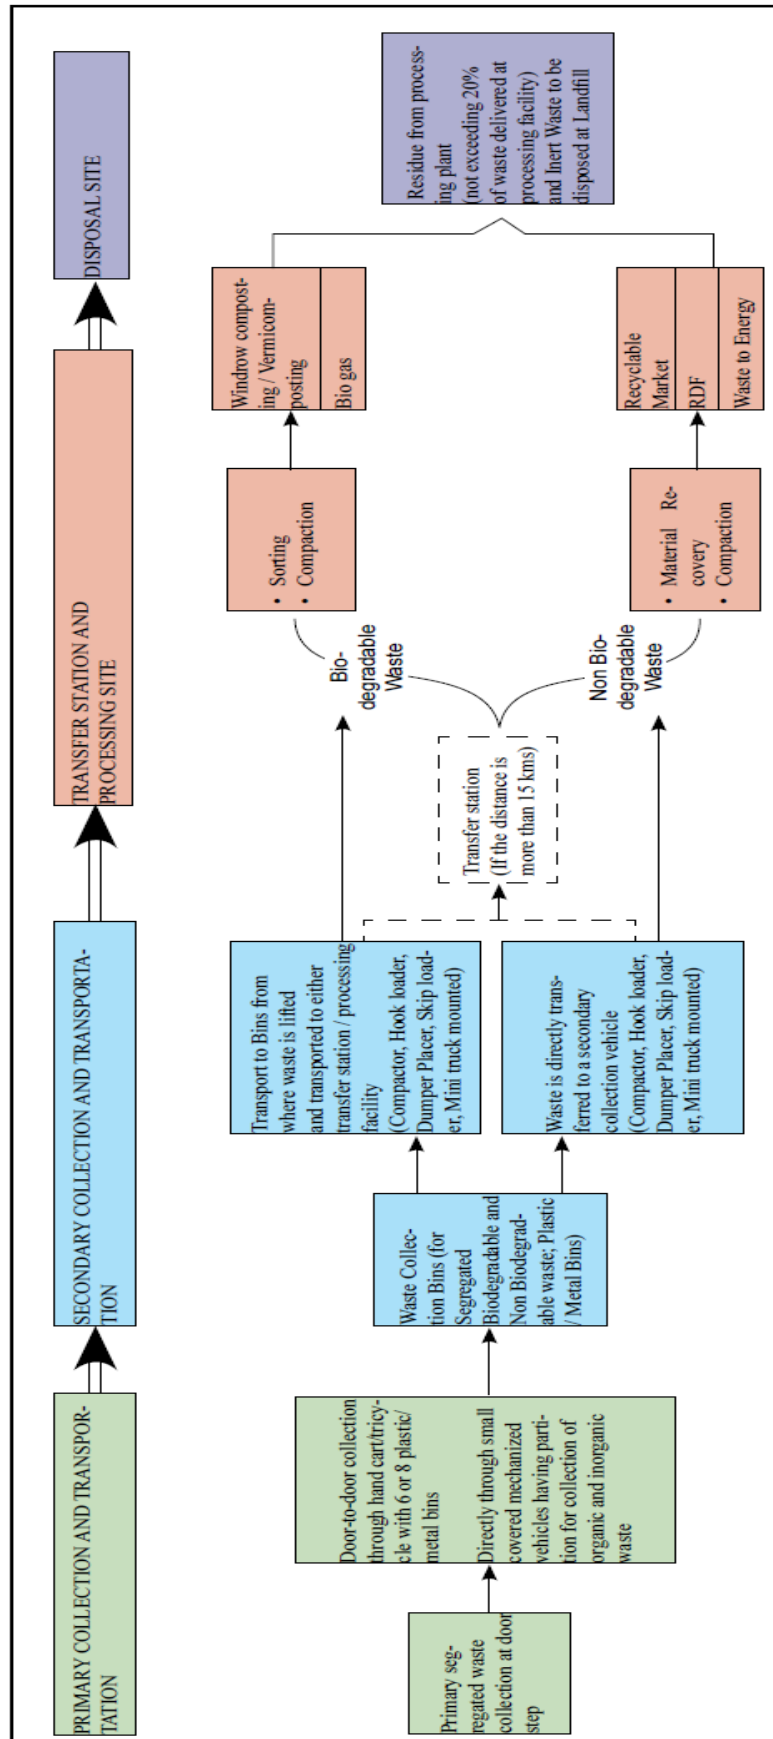 PRIMARY COLLECTION AND TRANSPOR-
TATION
SECONDARY COLLECTION AND TRANSPORTA-
TION
TRANSFER STATION AND
PROCESSING SITE
DISPOSAL SITE
Primary seg-
regated waste
collection at door
step
Door-to-door collection
through hand cart/tricy-
cle with 6 or 8 plastic/
metal bins
Directly through small
covered mechanized
vehicles having parti-
tion for collection of
organic and inorganic
waste
Waste Collec-
tion Bins (for
Segregated
Biodegradable and
Non Biodegrad-
able waste; Plastic
/ Metal Bins)
Transport to Bins from
where waste is lifted
and transported to either
transfer station / processing
facility
(Compactor, Hook loader,
Dumper Placer, Skip load-
er, Mini truck mounted)
Waste is directly trans-
ferred to a secondary
collection vehicle
(Compactor, Hook loader,
Dumper Placer, Skip load-
er, Mini truck mounted)
Transfer station
(If the distance is
more than 15 kms)
Bio-
degradable
Waste
Non Bio-
degradable
Waste
• Sorting
• Compaction
• Material Re-
covery
• Compaction
Windrow compost-
ing / Vermicom-
posting
Bio gas
Recyclable
Market
RDF
Waste to Energy
Residue from process-
ing plant
(not exceeding 20%
of waste delivered at
processing facility)
and Inert Waste to be
disposed at Landfill